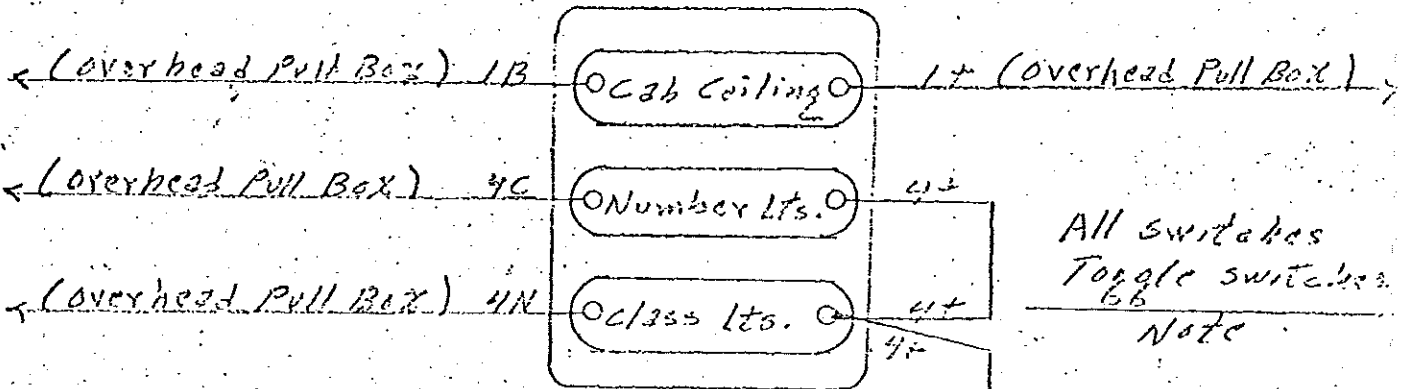 (Overhead Pull Box) 1B Cab Ceiling 1+ (Overhead Pull Box)
(Overhead Pull Box) 4C Number Lts. 4+
(Overhead Pull Box) 4N Class Lts. 4+
4+
All Switches
Toggle Switches
66
Note